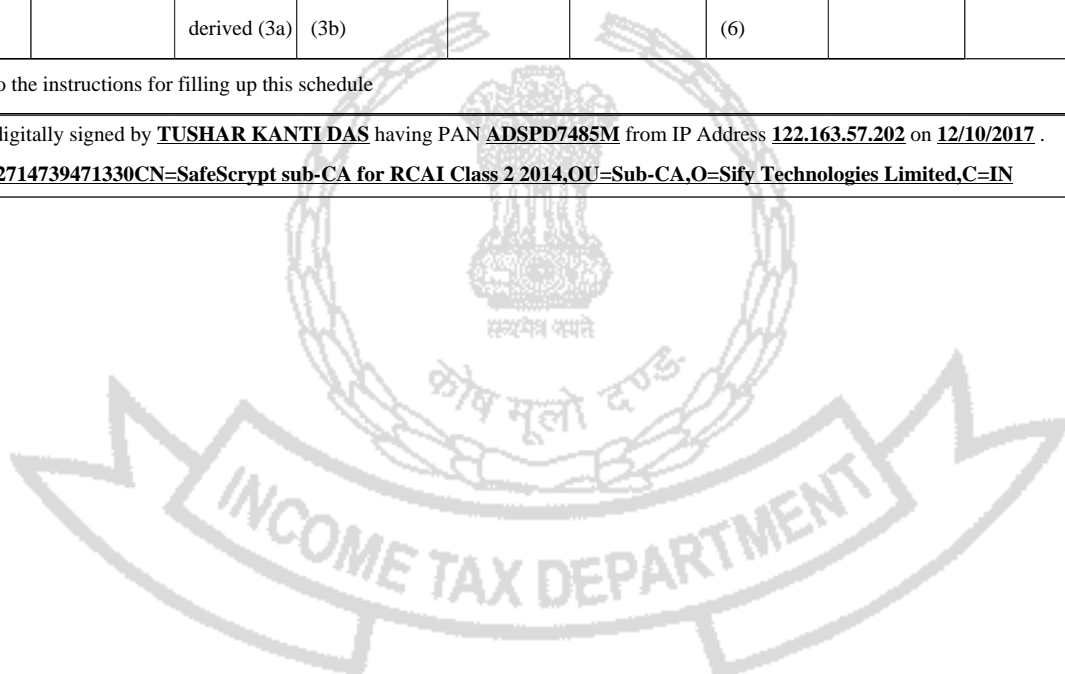 derived (3a) (3b) (6)
o the instructions for filling up this schedule
digitally signed by TUSHAR KANTI DAS having PAN ADSPD7485M from IP Address 122.163.57.202 on 12/10/2017 .
2714739471330CN=SafeScrypt sub-CA for RCAI Class 2 2014,OU=Sub-CA,O=Sify Technologies Limited,C=IN
सत्यमेव जयते
कोष मूलो दण्डः
INCOME TAX DEPARTMENT